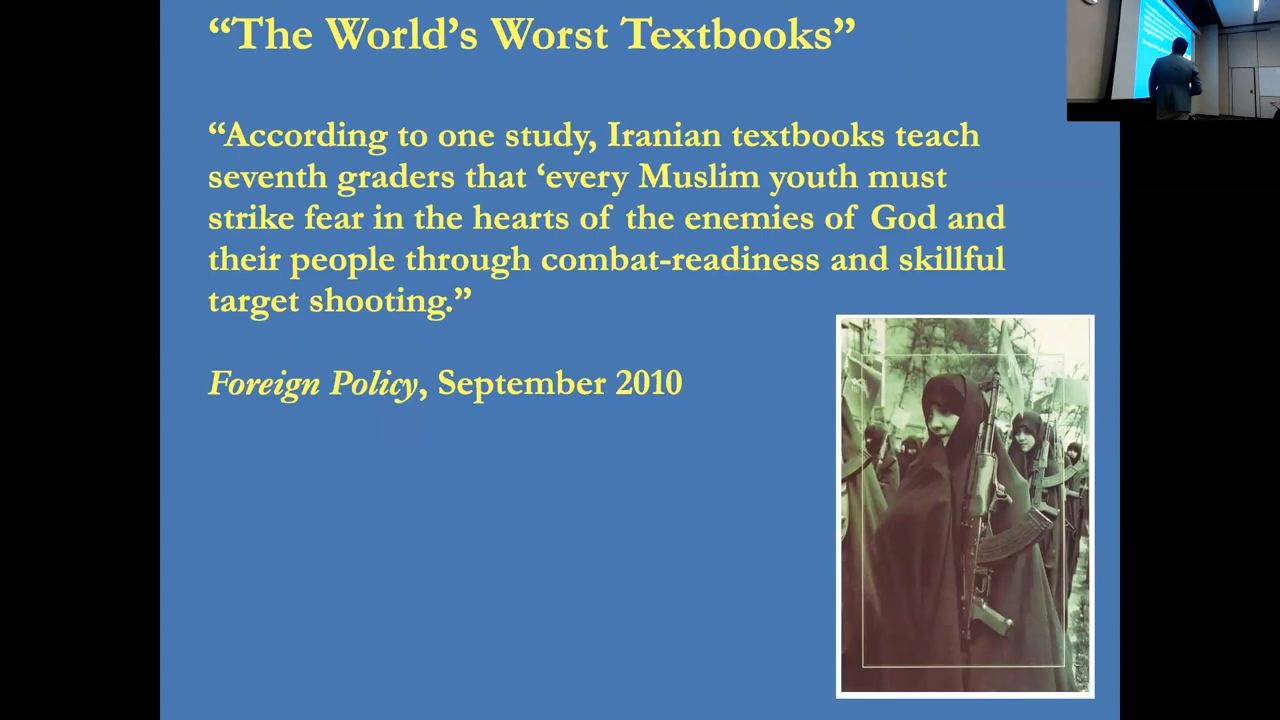 “The World’s Worst Textbooks”
“According to one study, Iranian textbooks teach
seventh graders that ‘every Muslim youth must
strike fear in the hearts of the enemies of God and
their people through combat-readiness and skillful
target shooting.”
Foreign Policy, September 2010